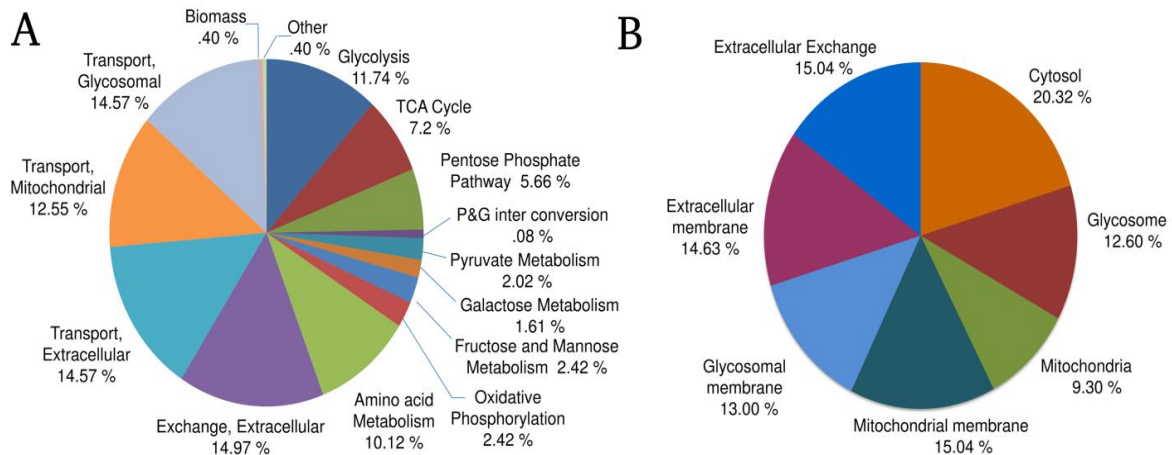 A
Biomass
.40 %
Other
.40 %
Glycolysis
11.74 %
TCA Cycle
7.2 %
Pentose Phosphate
Pathway 5.66 %
P&G inter conversion
.08 %
Pyruvate Metabolism
2.02 %
Galactose Metabolism
1.61 %
Fructose and Mannose
Metabolism 2.42 %
Oxidative
Phosphorylation
2.42 %
Amino acid
Metabolism
10.12 %
Exchange, Extracellular
14.97 %
Transport,
Extracellular
14.57 %
Transport,
Mitochondrial
12.55 %
Transport,
Glycosomal
14.57 %
B
Extracellular Exchange
15.04 %
Cytosol
20.32 %
Glycosome
12.60 %
Mitochondria
9.30 %
Mitochondrial membrane
15.04 %
Glycosomal
membrane
13.00 %
Extracellular
membrane
14.63 %